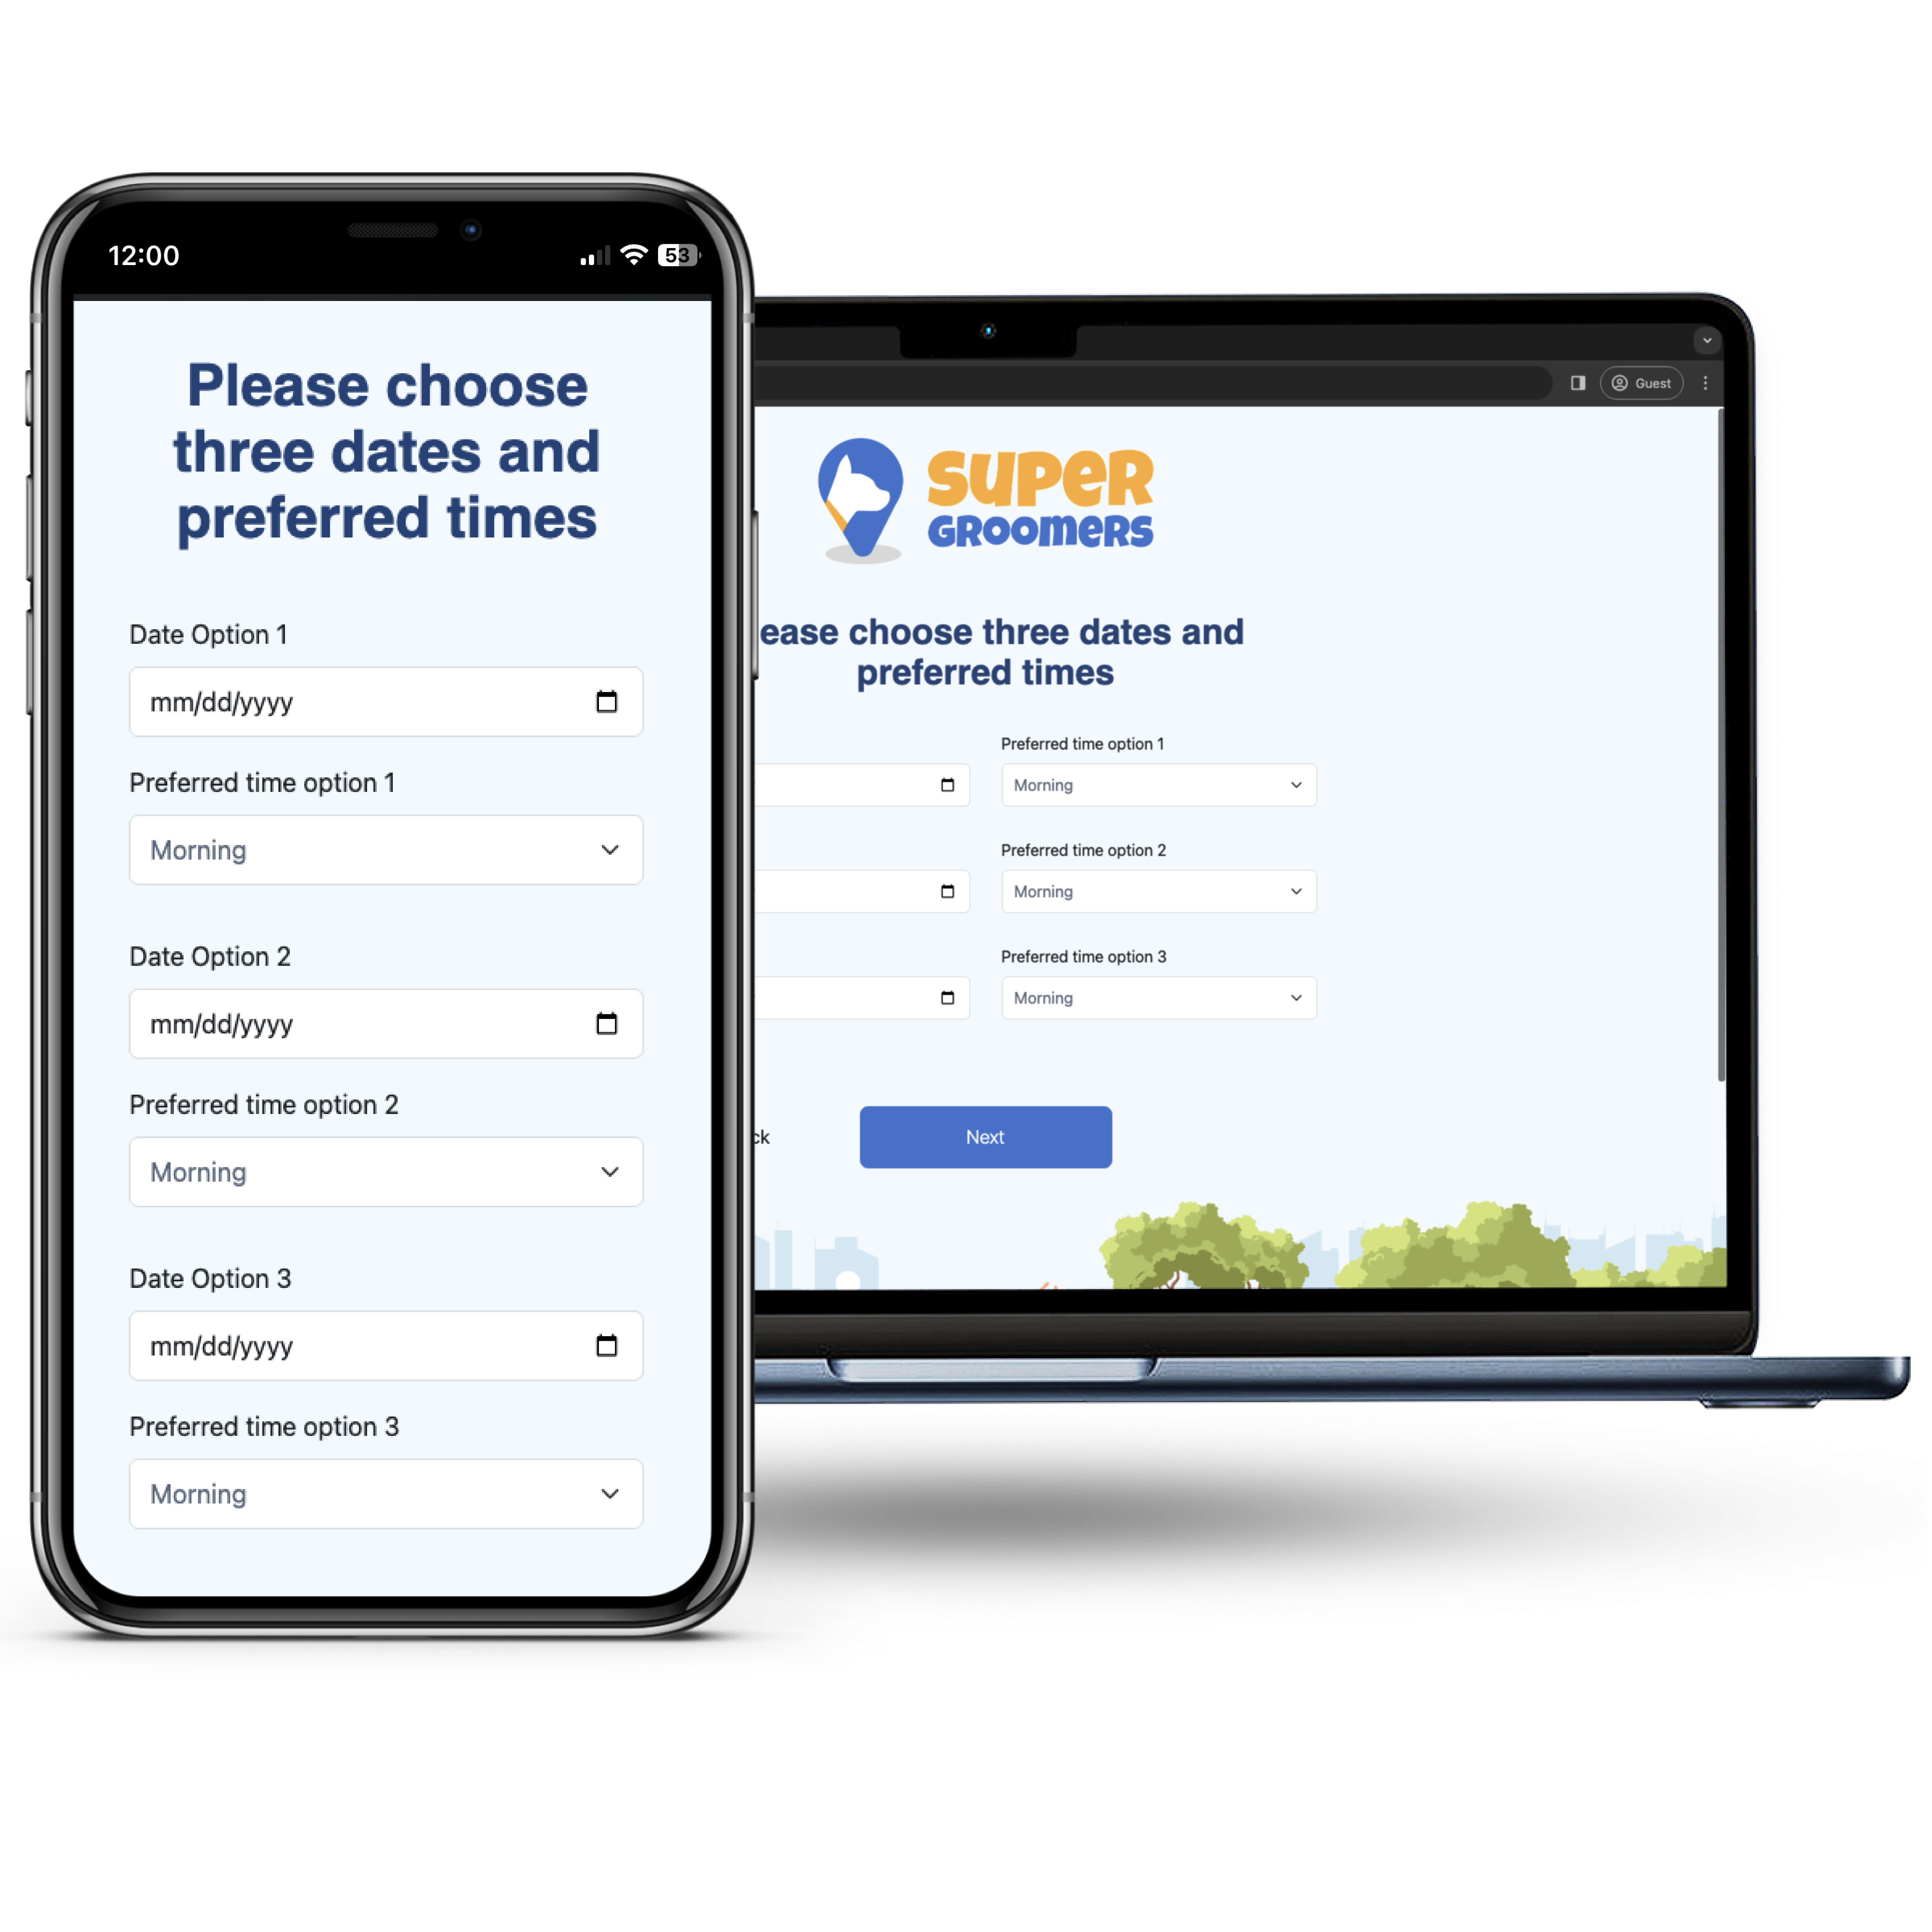 12:00
53
Please choose
three dates and
preferred times
Date Option 1
mm/dd/yyyy
Preferred time option 1
Morning
Date Option 2
mm/dd/yyyy
Preferred time option 2
Morning
Date Option 3
mm/dd/yyyy
Preferred time option 3
Morning
Guest
SUPER
GROOMERS
ease choose three dates and
preferred times
Preferred time option 1
Morning
Preferred time option 2
Morning
Preferred time option 3
Morning
ck
Next